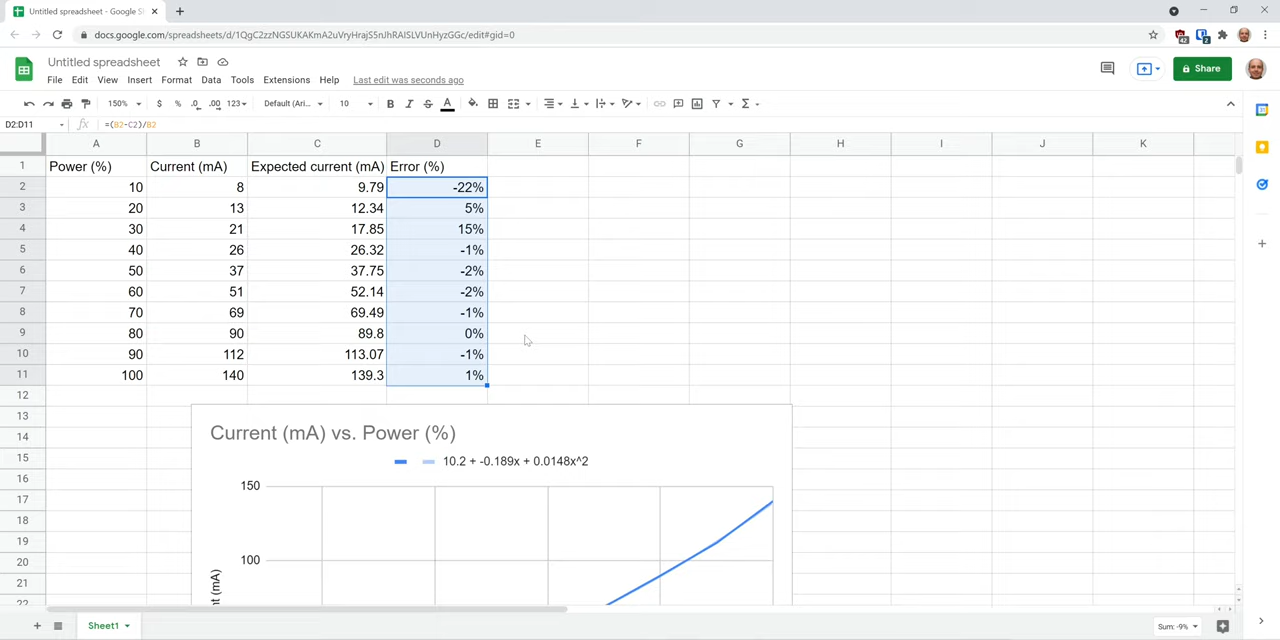 Untitled spreadsheet - Google Sh
docs.google.com/spreadsheets/d/1QgC2zzNGSUKAKmA2uVryHrajS5nJhRAISLVUnHyzGGc/edit#gid=0
42
2
Untitled spreadsheet
File Edit View Insert Format Data Tools Extensions Help Last edit was seconds ago
Share
150% $ % .0 .00 123 Default (Ari... 10 B I S A
D2:D11 fx =(B2-C2)/B2
A B C D E F G H I J K
1 Power (%) Current (mA) Expected current (mA) Error (%)
2 10 8 9.79 -22%
3 20 13 12.34 5%
4 30 21 17.85 15%
5 40 26 26.32 -1%
6 50 37 37.75 -2%
7 60 51 52.14 -2%
8 70 69 69.49 -1%
9 80 90 89.8 0%
10 90 112 113.07 -1%
11 100 140 139.3 1%
12
13
14
15
16
17
18
19
20
21
22
Current (mA) vs. Power (%)
10.2 + -0.189x + 0.0148x^2
150
100
nt (mA)
Sheet1
Sum: -9%